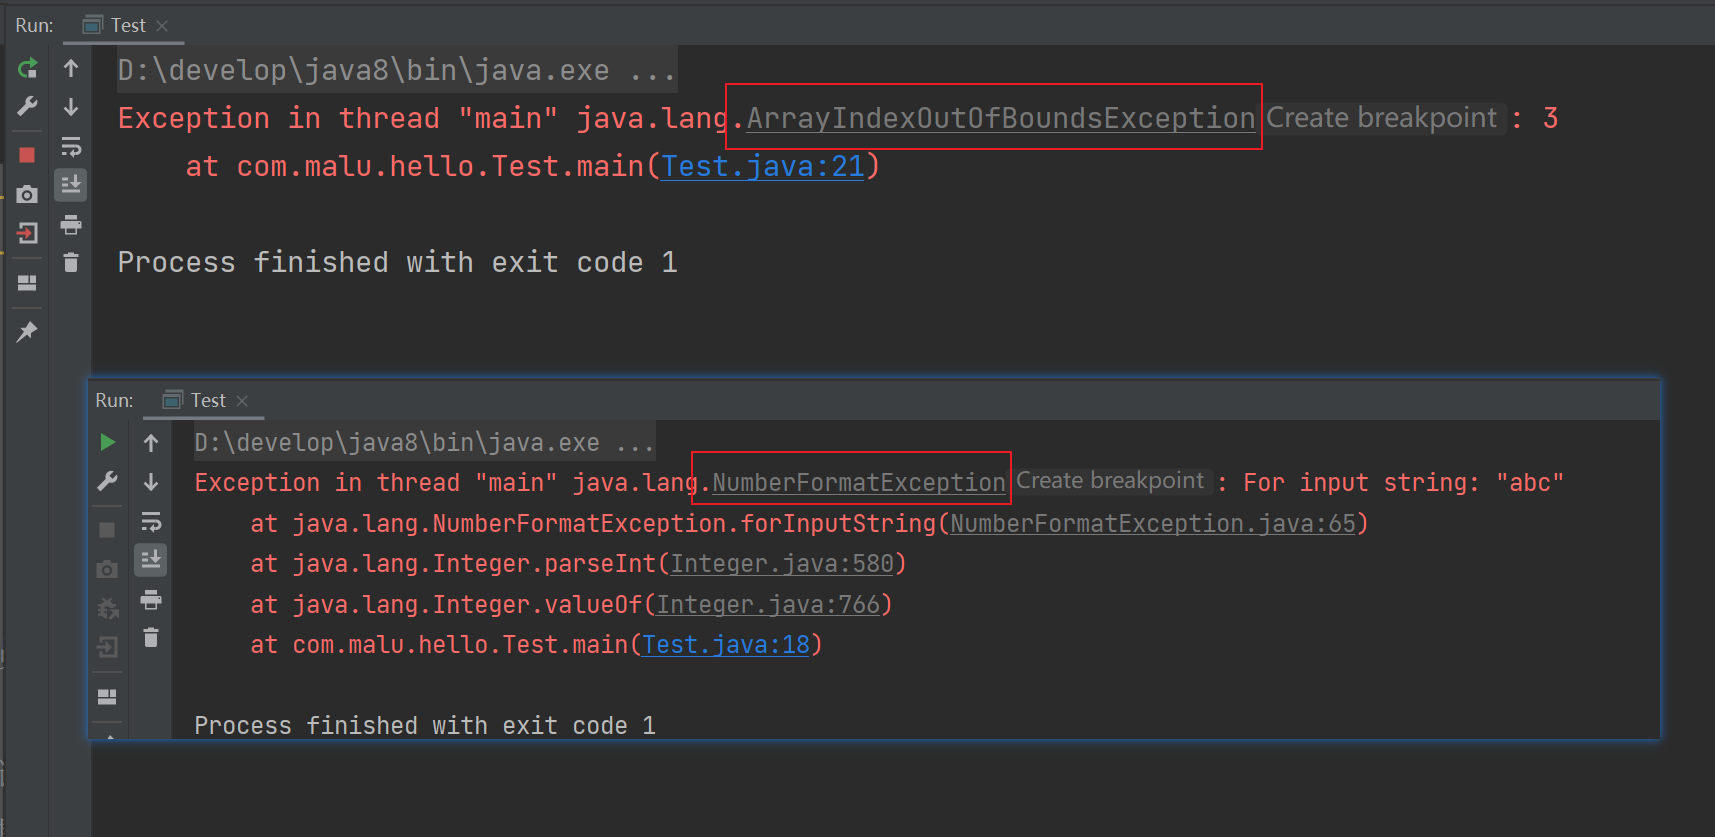 Run: Test
D:\develop\java8\bin\java.exe ...
Exception in thread "main" java.lang.ArrayIndexOutOfBoundsException Create breakpoint : 3
at com.malu.hello.Test.main(Test.java:21)
Process finished with exit code 1
Run: Test
D:\develop\java8\bin\java.exe ...
Exception in thread "main" java.lang.NumberFormatException Create breakpoint : For input string: "abc"
at java.lang.NumberFormatException.forInputString(NumberFormatException.java:65)
at java.lang.Integer.parseInt(Integer.java:580)
at java.lang.Integer.valueOf(Integer.java:766)
at com.malu.hello.Test.main(Test.java:18)
Process finished with exit code 1